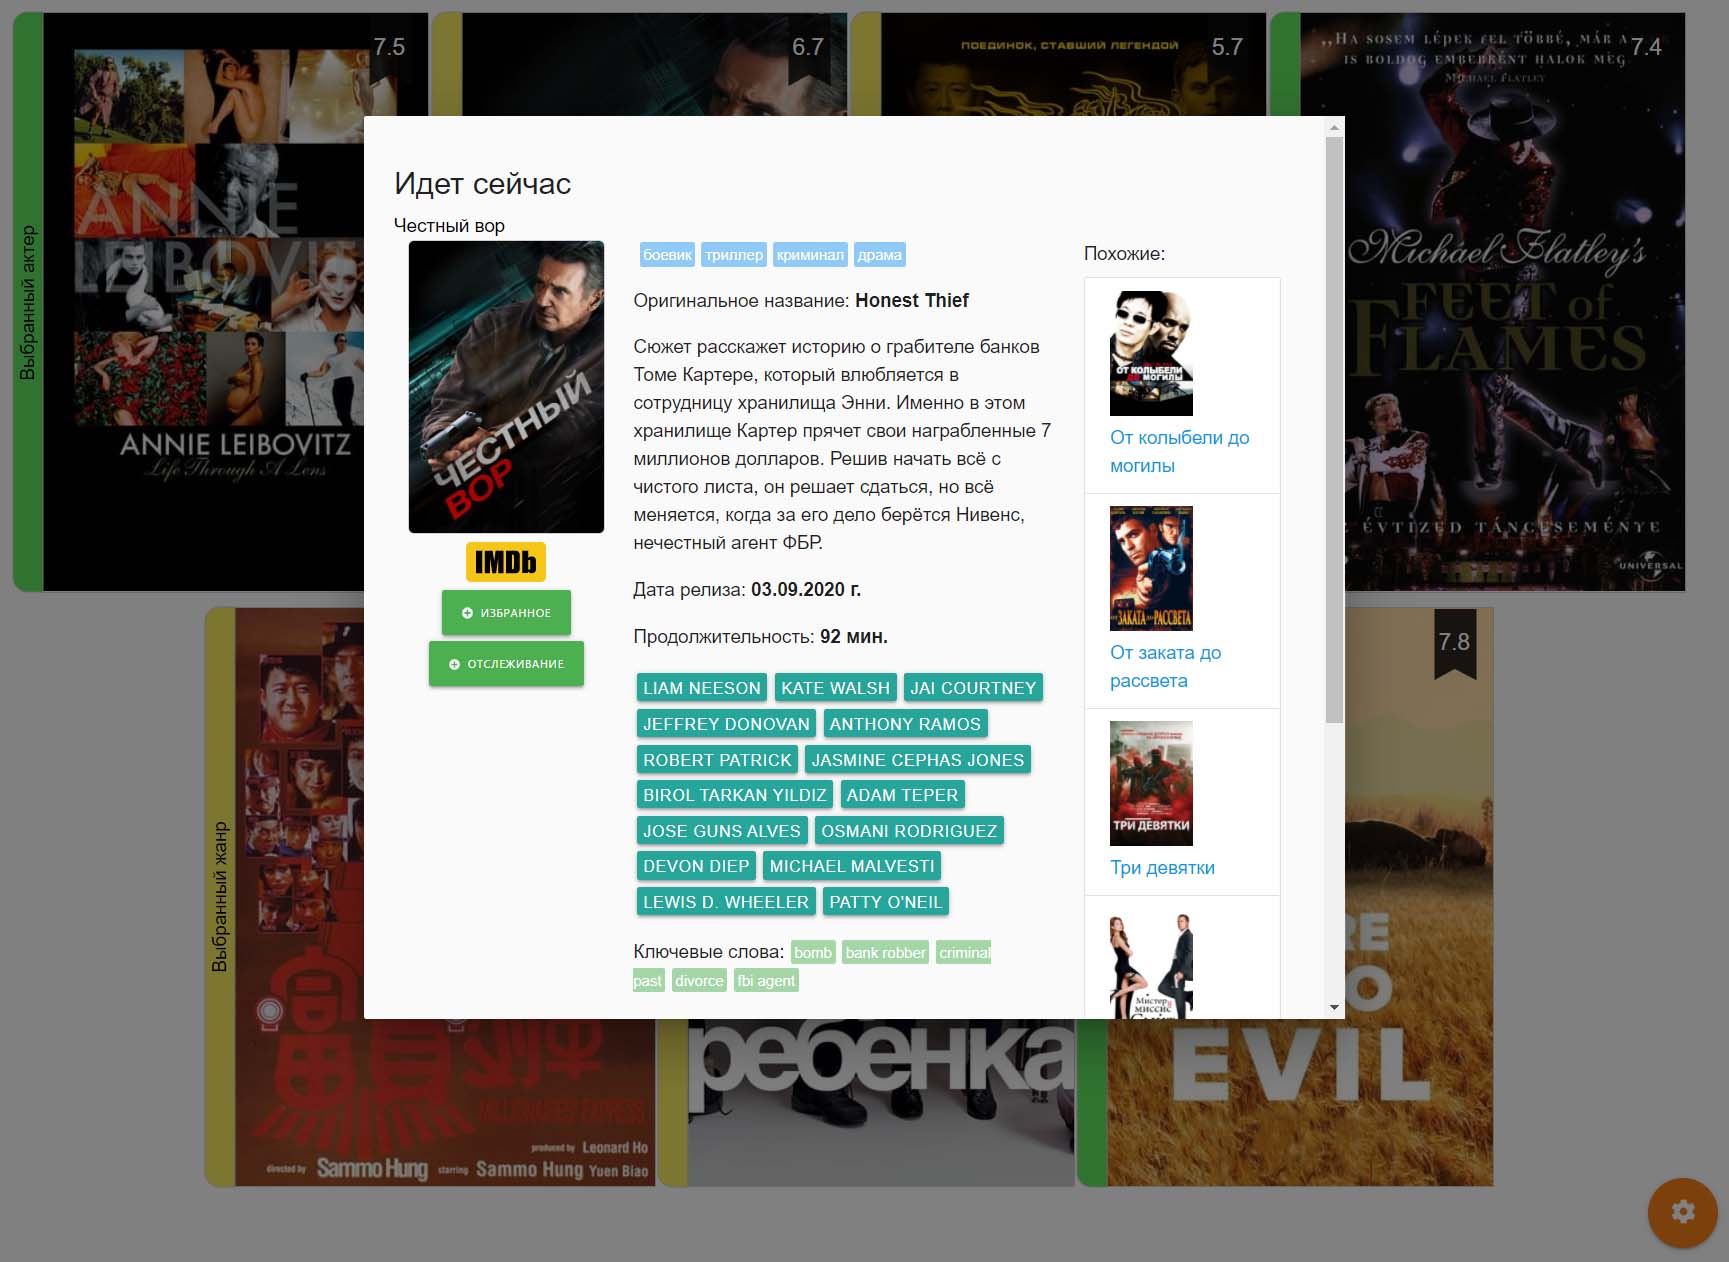 7.5
6.7
ПОЕДИНОК, СТАВШИЙ ЛЕГЕНДОЙ
5.7
„HA SOSEM LÉPEK FEL TÖBBÉ, MÁR A
IS BOLDOG EMBERKÉNT HALOK MEG
MICHAEL FLATLEY
7.4
Выбранный актер
ANNIE
LEIBOVITZ
ANNIE LEIBOVITZ
Life Through A Lens
Michael Flatley's
FEET of
FLAMES
ÉVTIZED TÁNCESEMÉNYE
UNIVERSAL
Идет сейчас
Честный вор
ЧЕСТНЫЙ
ВОР
IMDb
ИЗБРАННОЕ
ОТСЛЕЖИВАНИЕ
боевик триллер криминал драма
Оригинальное название: Honest Thief
Сюжет расскажет историю о грабителе банков
Томе Картере, который влюбляется в
сотрудницу хранилища Энни. Именно в этом
хранилище Картер прячет свои награбленные 7
миллионов долларов. Решив начать всё с
чистого листа, он решает сдаться, но всё
меняется, когда за его дело берётся Нивенс,
нечестный агент ФБР.
Дата релиза: 03.09.2020 г.
Продолжительность: 92 мин.
LIAM NEESON KATE WALSH JAI COURTNEY
JEFFREY DONOVAN ANTHONY RAMOS
ROBERT PATRICK JASMINE CEPHAS JONES
BIROL TARKAN YILDIZ ADAM TEPER
JOSE GUNS ALVES OSMANI RODRIGUEZ
DEVON DIEP MICHAEL MALVESTI
LEWIS D. WHEELER PATTY O'NEIL
Ключевые слова: bomb bank robber criminal
past divorce fbi agent
Похожие:
ОТ КОЛЫБЕЛИ
ДО МОГИЛЫ
От колыбели до
могилы
ЗАКАТА ДО РАССВЕТА
От заката до
рассвета
ТРИ ДЕВЯТКИ
Три девятки
Мистер и
миссис
Выбранный жанр
富貴列車
MILLIONAIRES EXPRESS
produced by Leonard Ho
directed by Sammo Hung starring Sammo Hung Yuen Biao
ребенка
7.8
EVIL